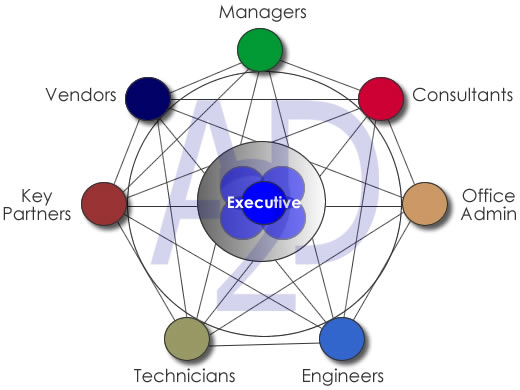 Managers
Vendors
Consultants
A2D
Key
Partners
Executive
Office
Admin
Technicians
Engineers